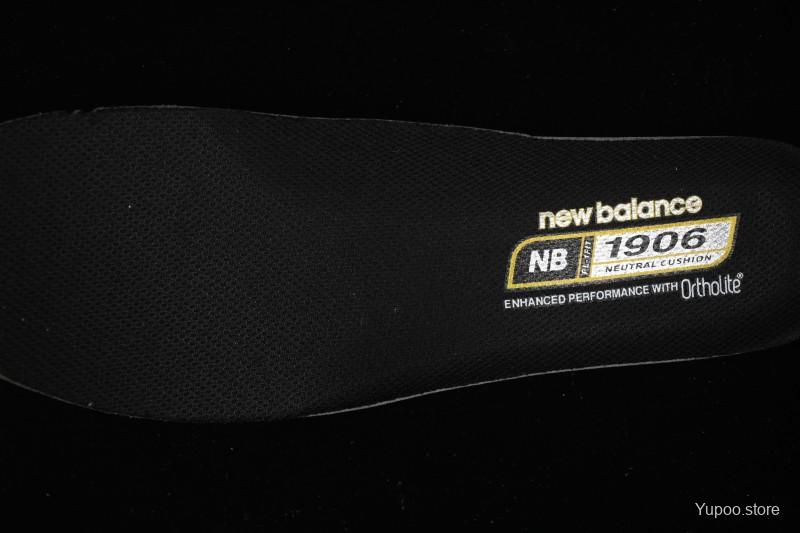 new balance
NB 1906
NEUTRAL CUSHION
ENHANCED PERFORMANCE WITH Ortholite®
Yupoo.store